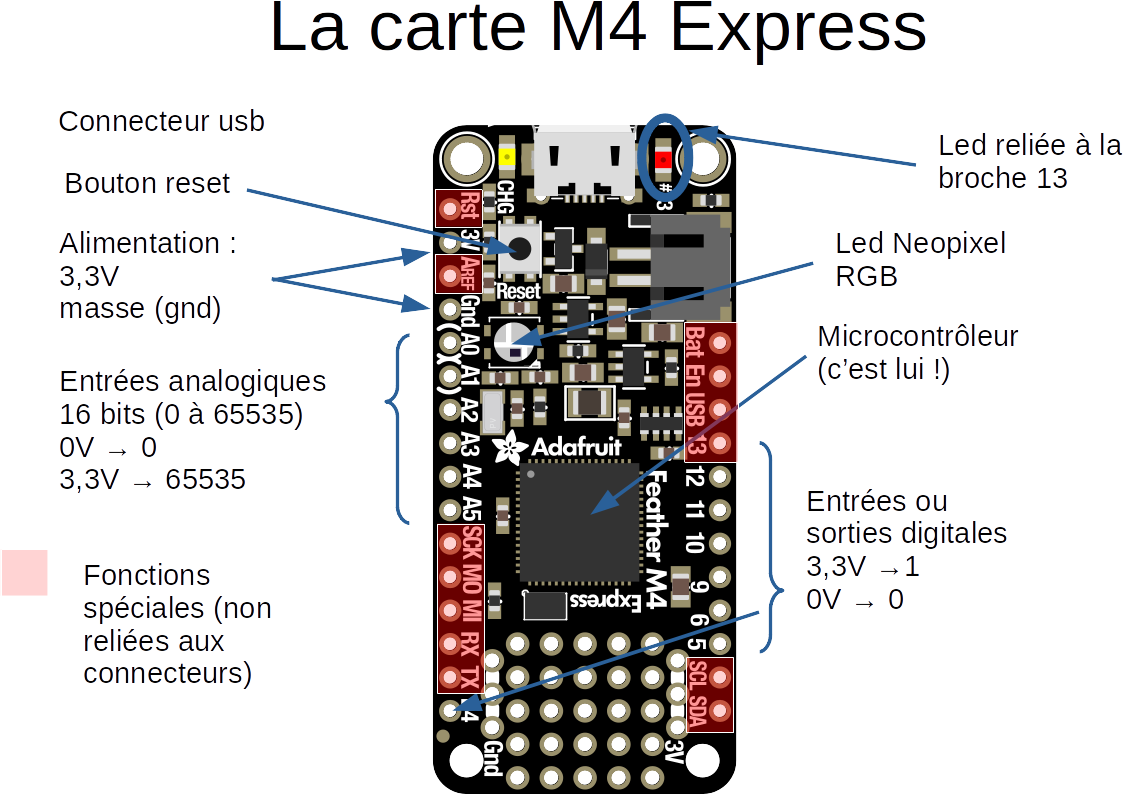 La carte M4 Express
Connecteur usb
Bouton reset
Alimentation :
3,3V
masse (gnd)
Entrées analogiques
16 bits (0 à 65535)
0V → 0
3,3V → 65535
Fonctions
spéciales (non
reliées aux
connecteurs)
Led reliée à la
broche 13
Led Neopixel
RGB
Microcontrôleur
(c’est lui !)
Entrées ou
sorties digitales
3,3V →1
0V → 0
CHG
Reset
Rst
3V
AREF
Gnd
A0
A1
A2
A3
A4
A5
SCK
MO
MI
RX
TX
Gnd
Adafruit
Feather M4
Express
Bat
En
USB
13
12
11
10
9
6
5
SCL
SDA
3V